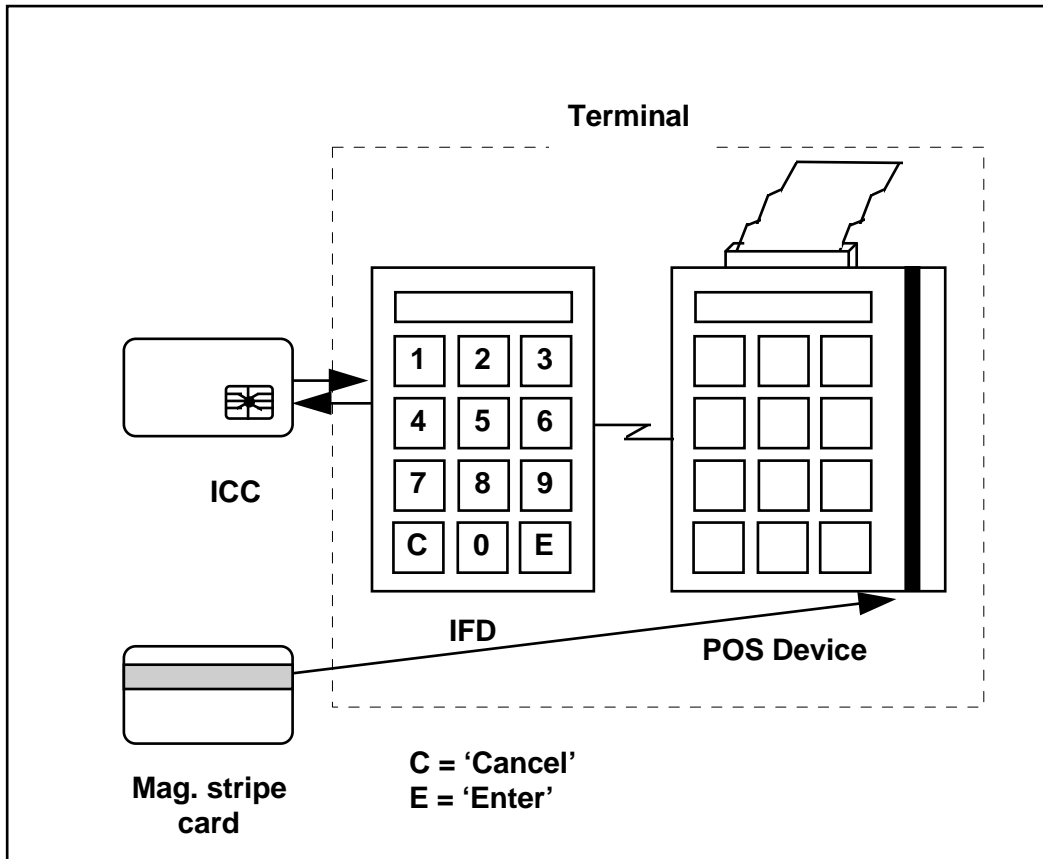 Terminal
1 2 3
4 5 6
7 8 9
C 0 E
ICC
IFD
POS Device
Mag. stripe
card
C = ‘Cancel’
E = ‘Enter’